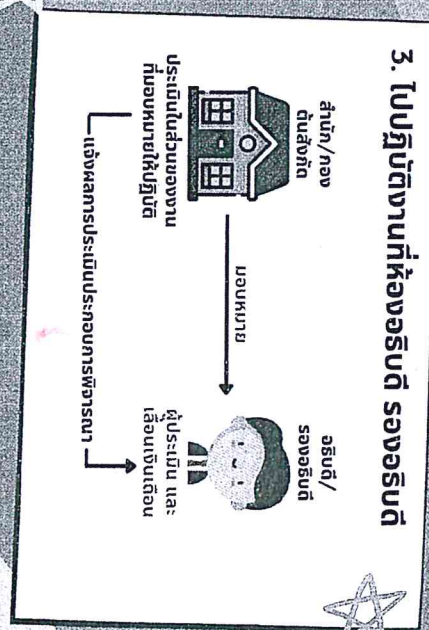 3. ไปปฏิบัติงานที่ห้องอธิบดี รองอธิบดี
สำนัก/กอง
ต้นสังกัด
ประเมินในส่วนของงาน
ที่มอบหมายให้ปฏิบัติ
มอบหมาย
อธิบดี/
รองอธิบดี
ผู้ประเมิน และ
เลื่อนเงินเดือน
แจ้งผลการประเมินประกอบการพิจารณา